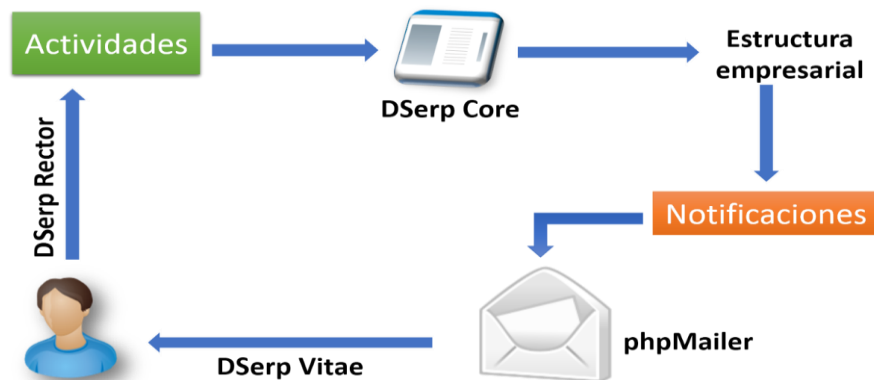 Actividades
DSerp Core
Estructura
empresarial
DSerp Rector
Notificaciones
phpMailer
DSerp Vitae